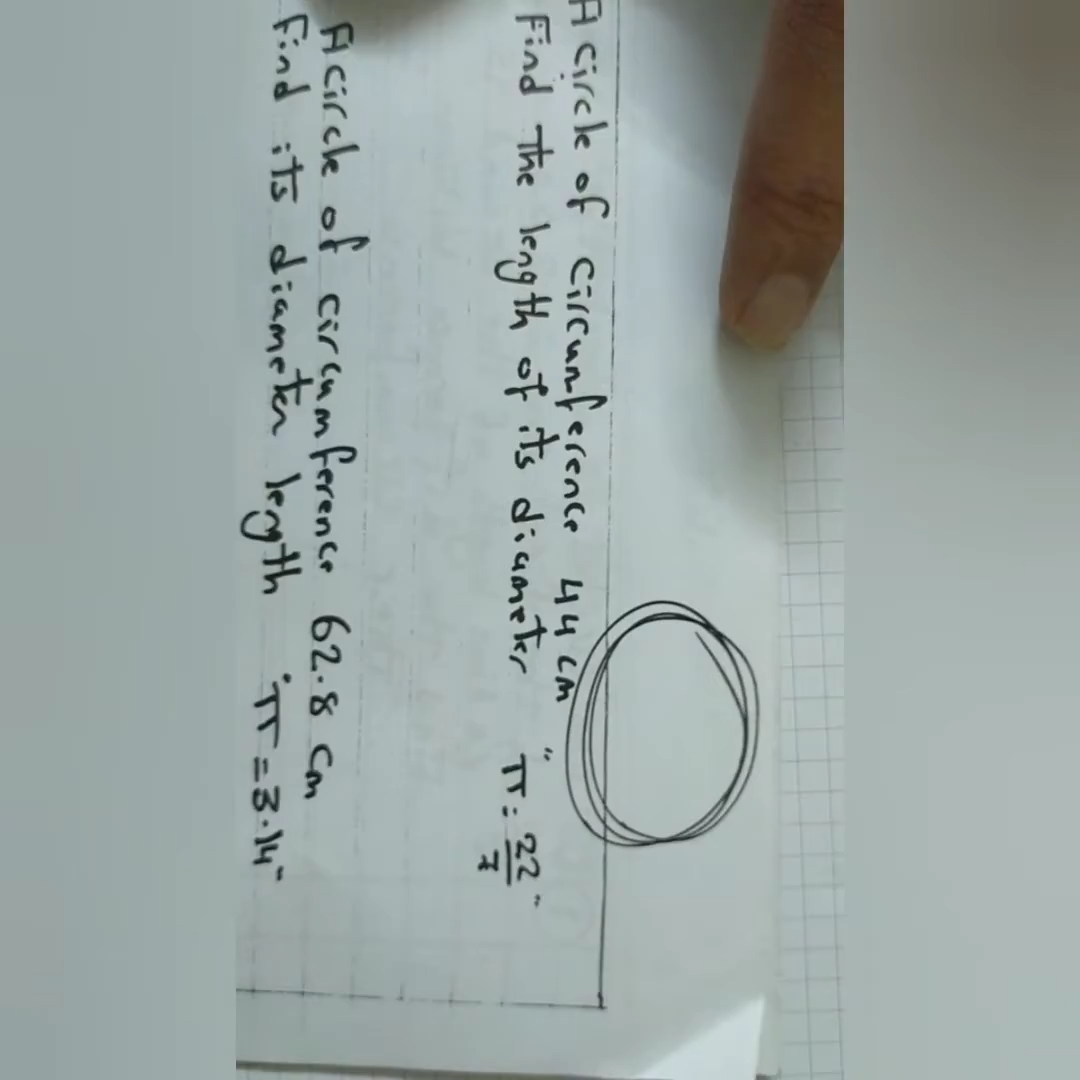 A circle of circumference 44 cm
Find the length of its diameter " π = 22/7 "
A circle of circumference 62.8 cm
Find its diameter length "π = 3.14"